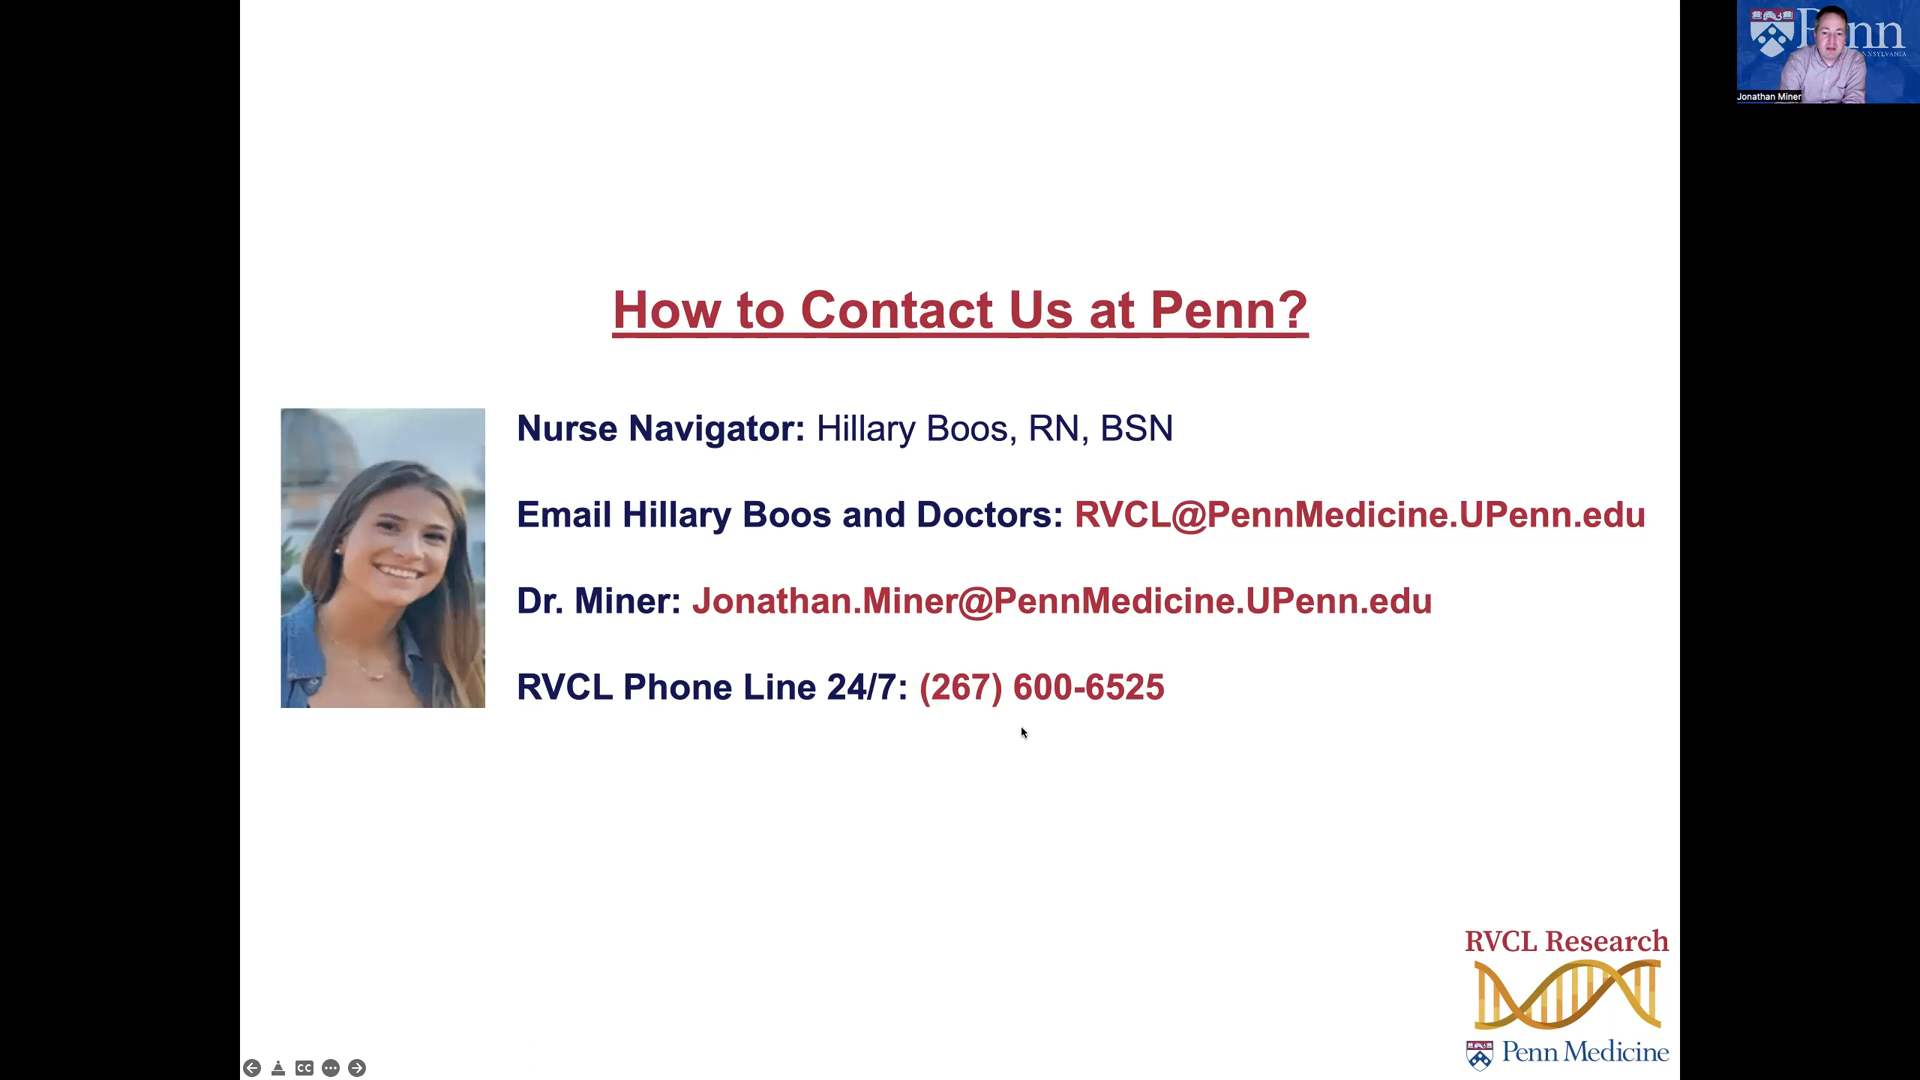 Penn
Jonathan Miner
How to Contact Us at Penn?
Nurse Navigator: Hillary Boos, RN, BSN
Email Hillary Boos and Doctors: RVCL@PennMedicine.UPenn.edu
Dr. Miner: Jonathan.Miner@PennMedicine.UPenn.edu
RVCL Phone Line 24/7: (267) 600-6525
RVCL Research
Penn Medicine
CC